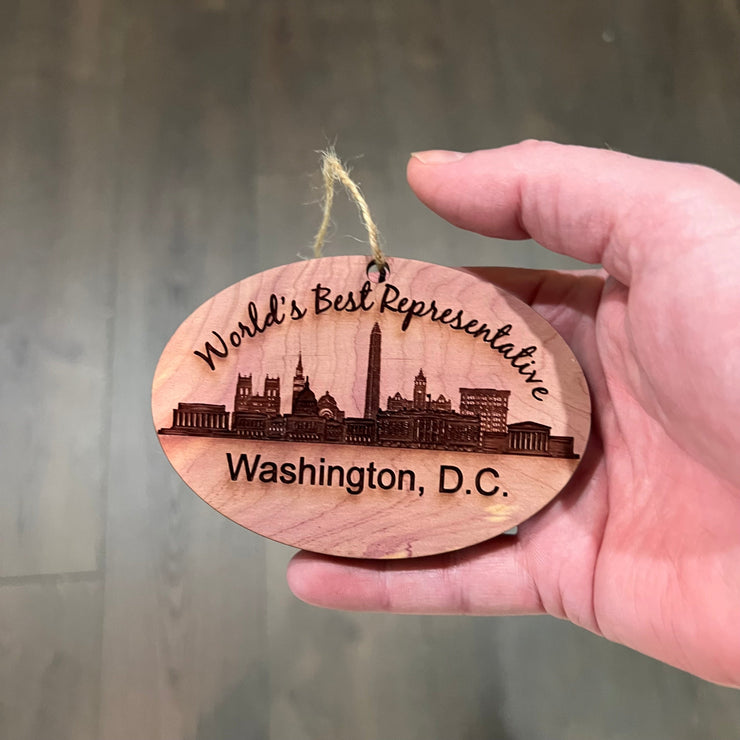 World's Best Representative
Washington, D.C.